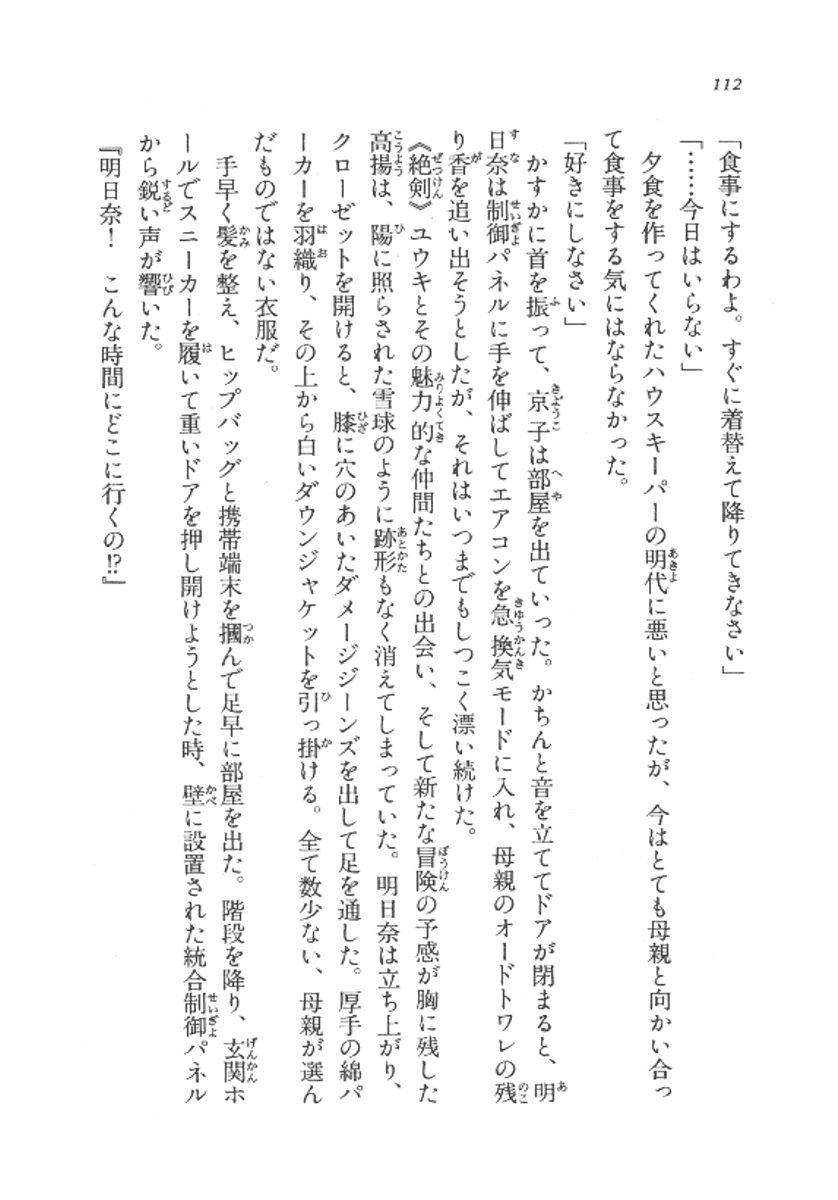 112
「食事にするわよ。すぐに着替えて降りてきなさい」
「……今日はいらない」
夕食を作ってくれたハウスキーパーの明代に悪いと思ったが、今はとても母親と向かい合っ
て食事をする気にはならなかった。
「好きにしなさい」
かすかに首を振って、京子は部屋を出ていった。かちんと音を立ててドアが閉まると、明
日奈は制御パネルに手を伸ばしてエアコンを急換気モードに入れ、母親のオードトワレの残
り香を追い出そうとしたが、それはいつまでもしつこく漂い続けた。
《絶剣》ユウキとその魅力的な仲間たちとの出会い、そして新たな冒険の予感が胸に残した
高揚は、陽に照らされた雪球のように跡形もなく消えてしまっていた。明日奈は立ち上がり、
クローゼットを開けると、膝に穴のあいたダメージジーンズを出して足を通した。厚手の綿パ
ーカーを羽織り、その上から白いダウンジャケットを引っ掛ける。全て数少ない、母親が選ん
だものではない衣服だ。
手早く髪を整え、ヒップバッグと携帯端末を摑んで足早に部屋を出た。階段を降り、玄関ホ
ールでスニーカーを履いて重いドアを押し開けようとした時、壁に設置された統合制御パネル
から鋭い声が響いた。
『明日奈！　こんな時間にどこに行くの!?』